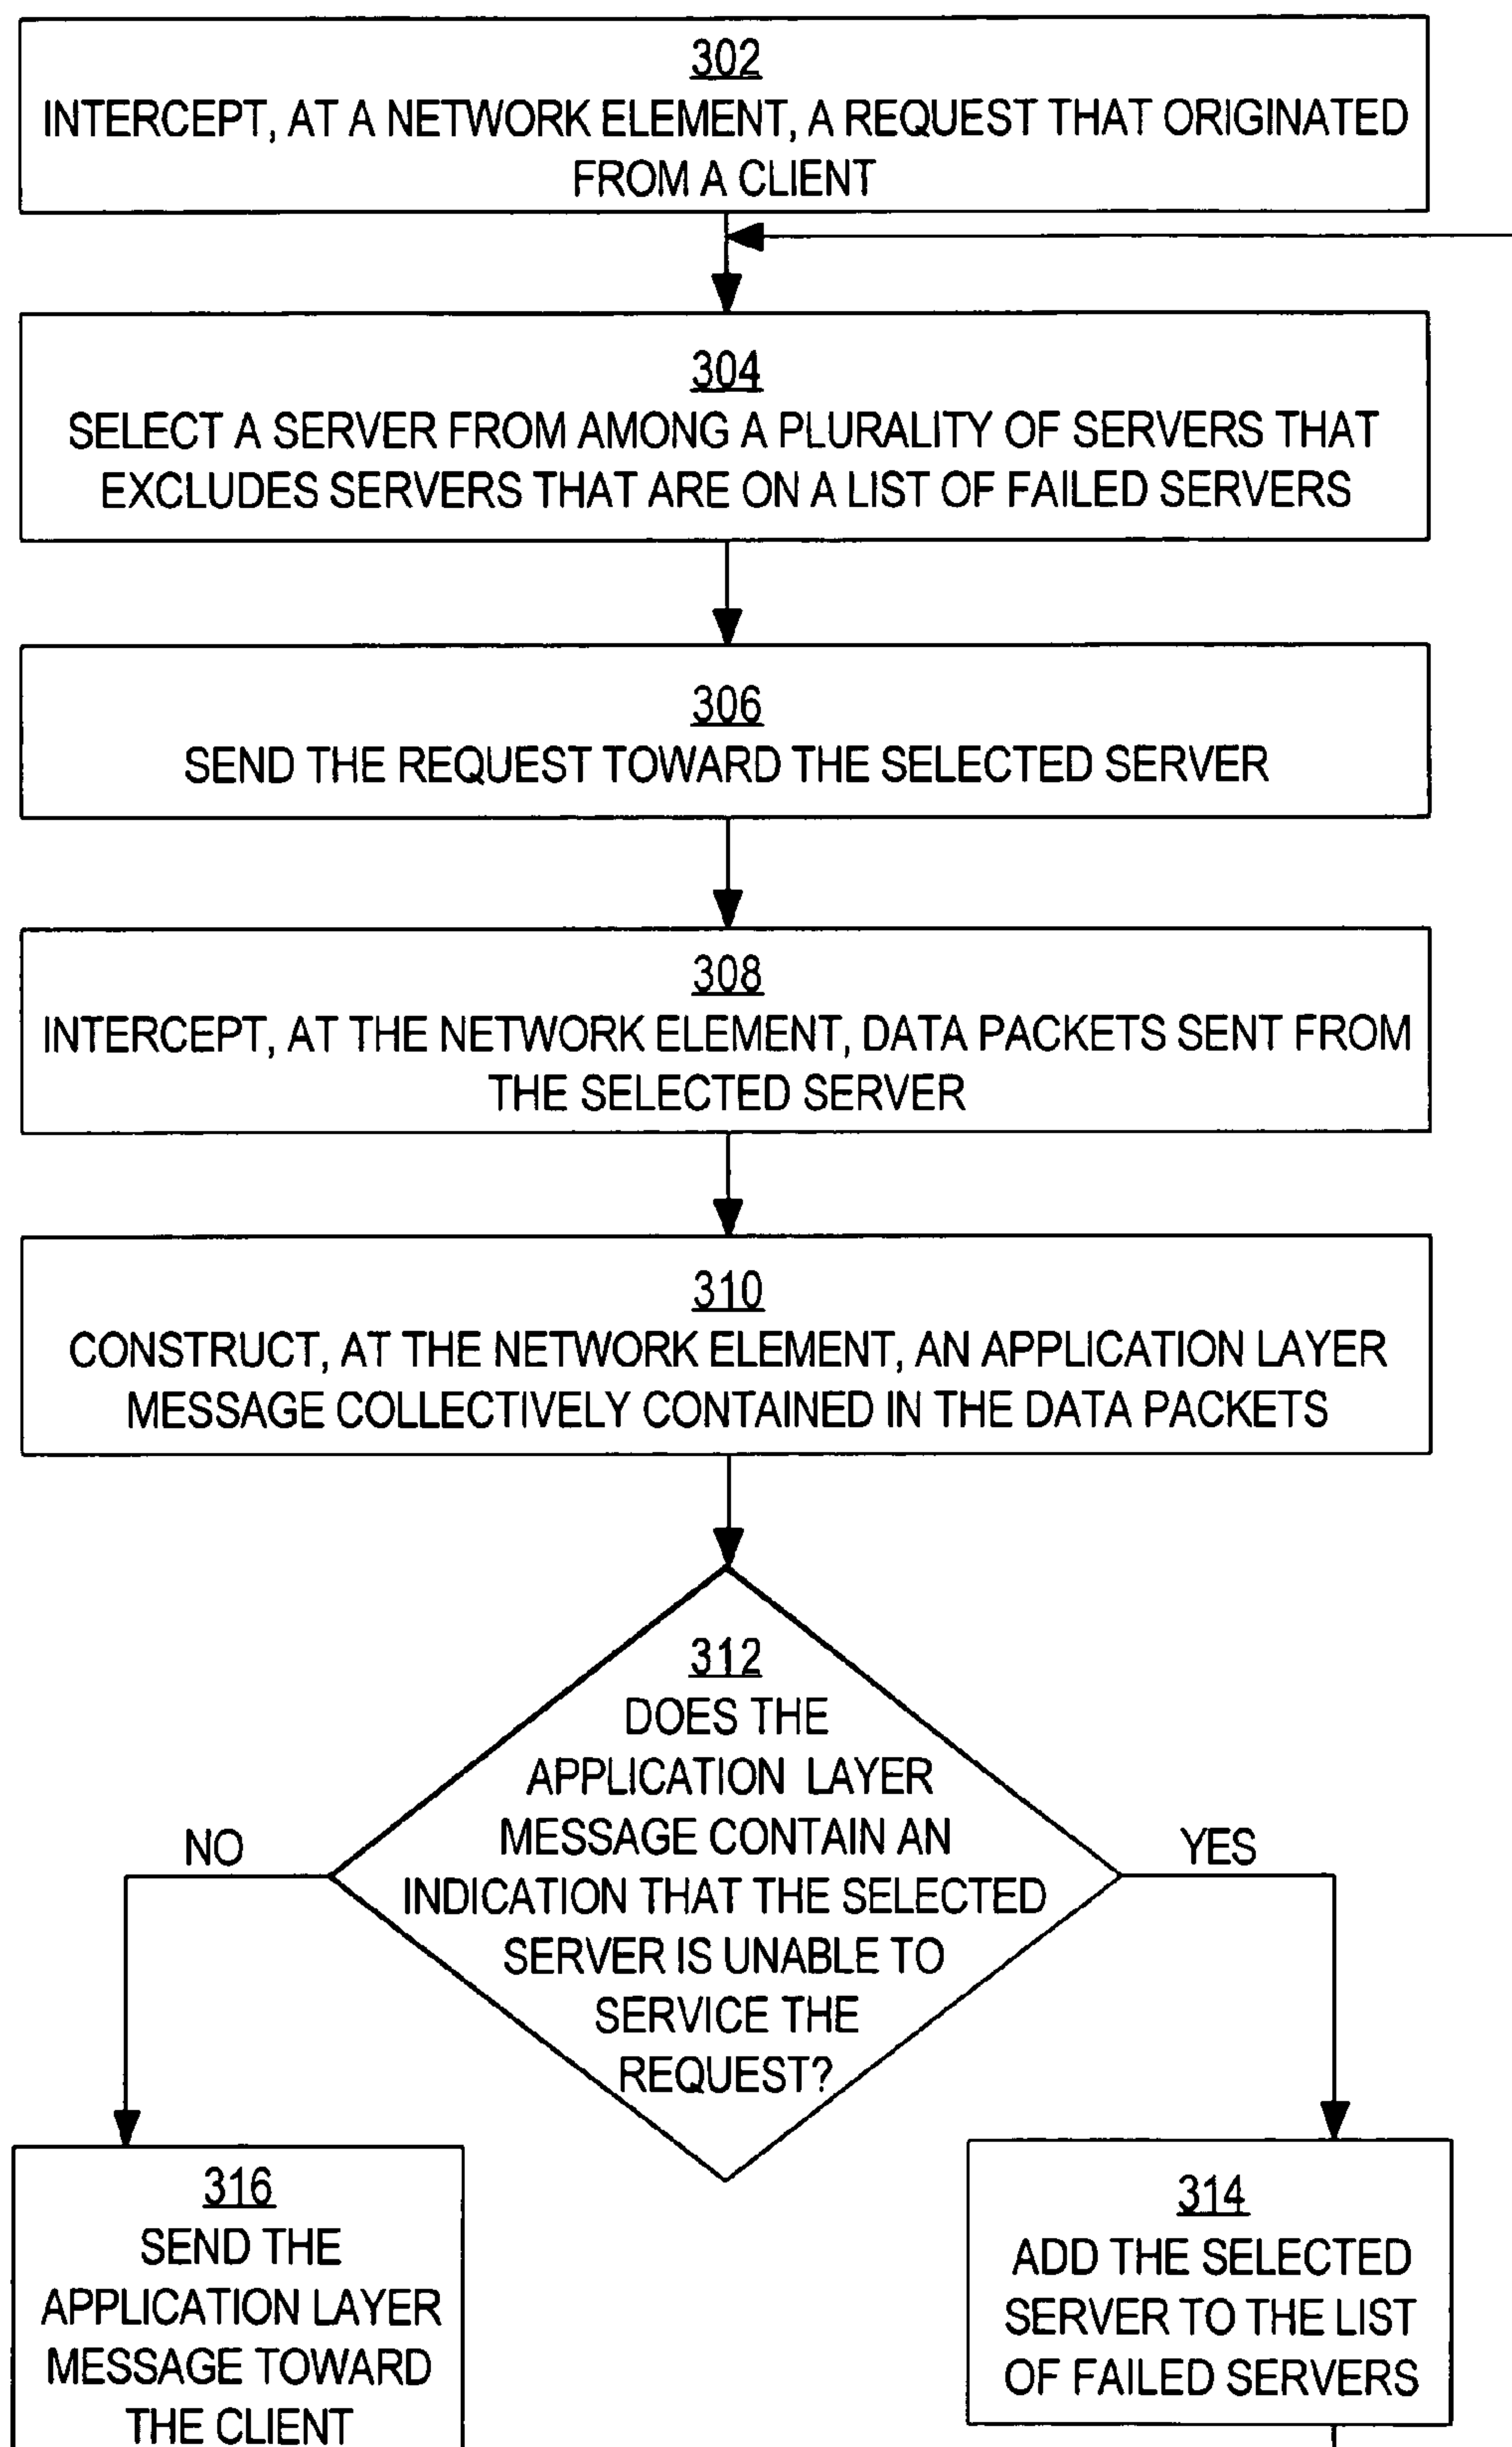 302
INTERCEPT, AT A NETWORK ELEMENT, A REQUEST THAT ORIGINATED
FROM A CLIENT
304
SELECT A SERVER FROM AMONG A PLURALITY OF SERVERS THAT
EXCLUDES SERVERS THAT ARE ON A LIST OF FAILED SERVERS
306
SEND THE REQUEST TOWARD THE SELECTED SERVER
308
INTERCEPT, AT THE NETWORK ELEMENT, DATA PACKETS SENT FROM
THE SELECTED SERVER
310
CONSTRUCT, AT THE NETWORK ELEMENT, AN APPLICATION LAYER
MESSAGE COLLECTIVELY CONTAINED IN THE DATA PACKETS
312
DOES THE
APPLICATION LAYER
MESSAGE CONTAIN AN
INDICATION THAT THE SELECTED
SERVER IS UNABLE TO
SERVICE THE
REQUEST?
NO
YES
316
SEND THE
APPLICATION LAYER
MESSAGE TOWARD
THE CLIENT
314
ADD THE SELECTED
SERVER TO THE LIST
OF FAILED SERVERS